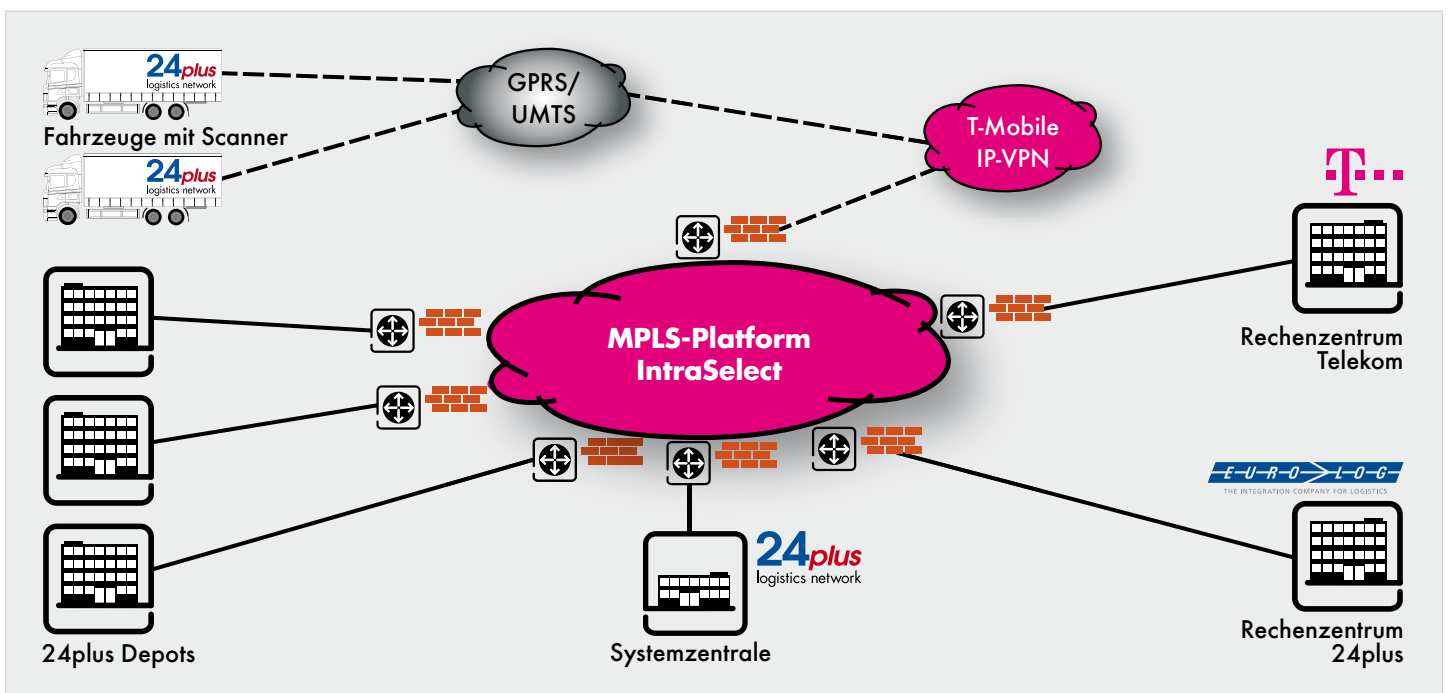 24plus
logistics network
Fahrzeuge mit Scanner
24plus
logistics network
GPRS/
UMTS
T-Mobile
IP-VPN
T
Rechenzentrum
Telekom
MPLS-Platform
IntraSelect
EURO>LOG
THE INTEGRATION COMPANY FOR LOGISTICS
Rechenzentrum
24plus
24plus
logistics network
Systemzentrale
24plus Depots